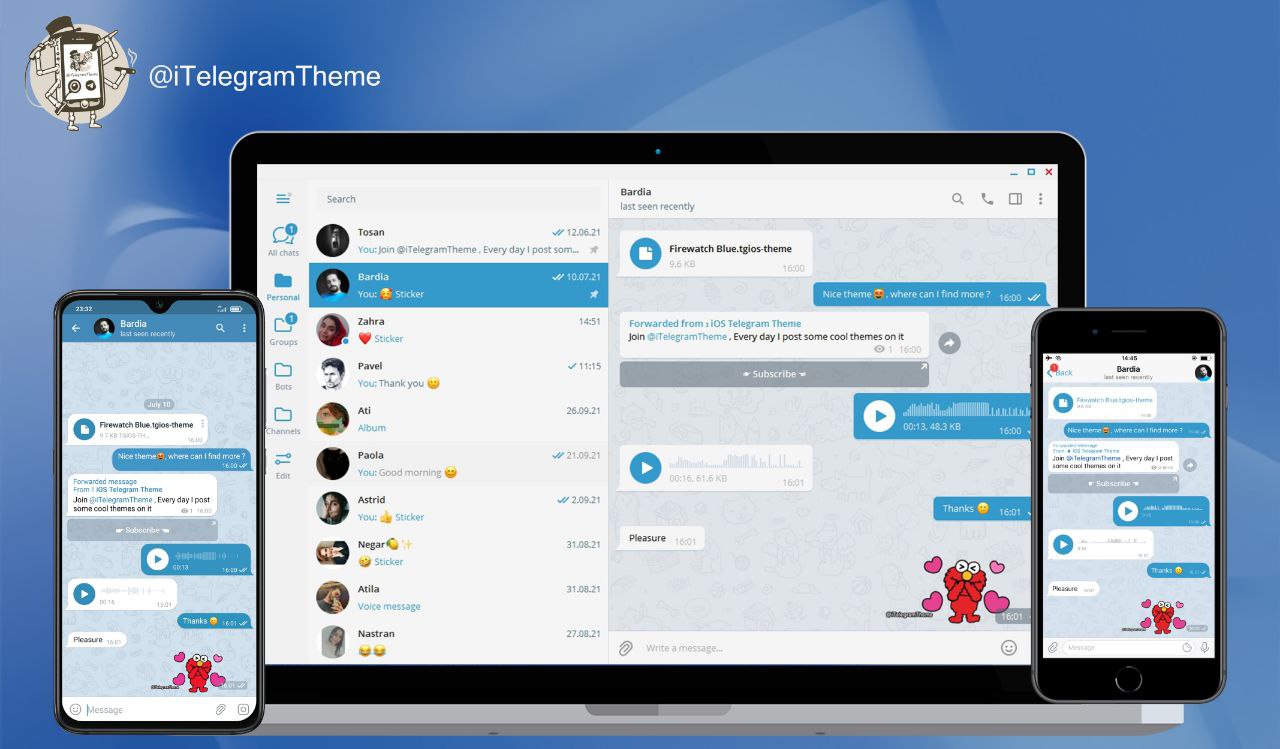 @iTelegramTheme
Search
All chats
1
Personal
Groups
1
Bots
Channels
Edit
Tosan
12.06.21
You: Join @iTelegramTheme , Every day I post som...
Bardia
10.07.21
You: 🥰 Sticker
Zahra
14:51
❤️ Sticker
Pavel
11:15
You: Thank you 🙂
Ati
26.09.21
Album
Paola
21.09.21
You: Good morning 😊
Astrid
2.09.21
You: 👍 Sticker
Negar🍋✨
31.08.21
🤣 Sticker
Atila
31.08.21
Voice message
Nastran
27.08.21
😂😂
Bardia
last seen recently
Firewatch Blue.tgios-theme
9.6 KB
16:00
Nice theme😍, where can I find more ? 16:00
Forwarded from : iOS Telegram Theme
Join @iTelegramTheme , Every day I post some cool themes on it
1 16:00
☛ Subscribe ☚
00:13, 48.3 KB
16:00
00:16, 61.6 KB
16:01
Thanks 🙂 16:01
Pleasure 16:01
@iTelegramTheme
16:01
Write a message...
23:32
Bardia
last seen recently
July 10
Firewatch Blue.tgios-theme
9.7 KB TGIOS-TH...
16:00
Nice theme😍, where can I find more ?
16:00
Forwarded message
From iOS Telegram Theme
Join @iTelegramTheme , Every day I post
some cool themes on it
1 16:00
☛ Subscribe ☚
00:13
16:00
00:16
15:01
Thanks 🙂 16:01
Pleasure 16:01
16:01
Message
14:45
1
Back
Bardia
last seen recently
Firewatch Blue.tgios-theme
Nice theme😍, where can I find more ?
Forwarded Message
From iOS Telegram Theme
Join @iTelegramTheme , Every day I post
some cool themes on it
☛ Subscribe ☚
Thanks 🙂
Pleasure
Message